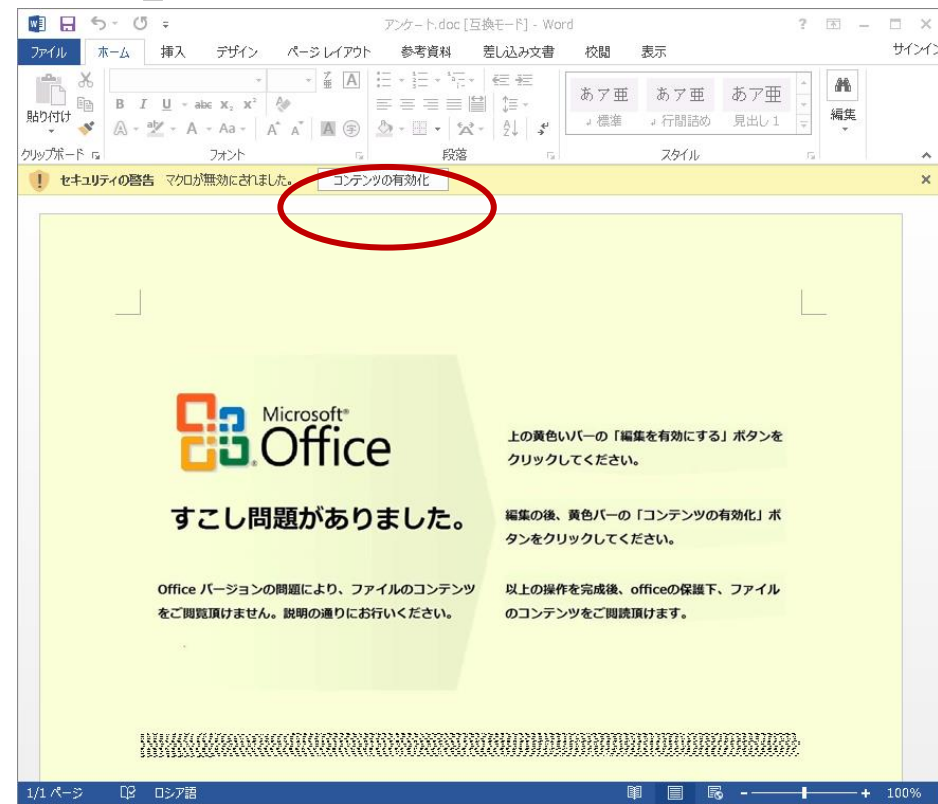 アンケート.doc [互換モード] - Word
?
ファイル ホーム 挿入 デザイン ページ レイアウト 参考資料 差し込み文書 校閲 表示 サインイン
貼り付け
B I U abc X₂ X²
A ab A Aa A A A 字
亜 A
あア亜 あア亜 あア亜
標準 行間詰め 見出し 1
編集
クリップボード フォント 段落 スタイル
セキュリティの警告 マクロが無効にされました。 コンテンツの有効化
Microsoft®
Office
すこし問題がありました。
Office バージョンの問題により、ファイルのコンテンツ
をご閲覧頂けません。説明の通りにお行いください。
上の黄色いバーの「編集を有効にする」ボタンを
クリックしてください。
編集の後、黄色バーの「コンテンツの有効化」ボ
タンをクリックしてください。
以上の操作を完成後、officeの保護下、ファイル
のコンテンツをご閲読頂けます。
1/1 ページ ロシア語 100%